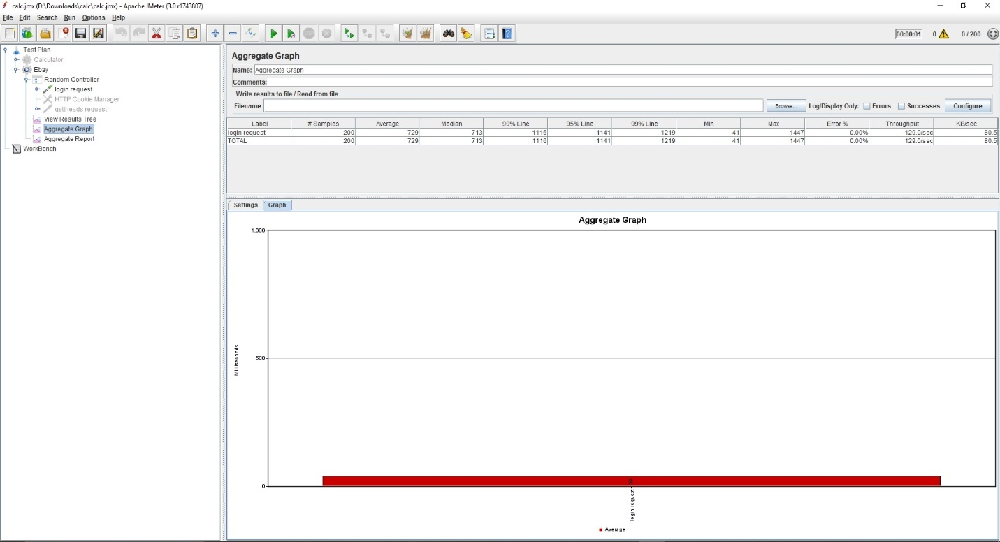 calc.jmx (D:\Downloads\calc\calc.jmx) - Apache JMeter (3.0 r1743807)
File Edit Search Run Options Help
00:00:01 0 0 / 200
Test Plan
Calculator
Ebay
Random Controller
login request
HTTP Cookie Manager
gettheads request
View Results Tree
Aggregate Graph
Aggregate Report
WorkBench
Aggregate Graph
Name: Aggregate Graph
Comments:
Write results to file / Read from file
Filename Browse... Log/Display Only: Errors Successes Configure
Label # Samples Average Median 90% Line 95% Line 99% Line Min Max Error % Throughput KB/sec
login request 200 729 713 1116 1141 1219 41 1447 0.00% 129.0/sec 80.5
TOTAL 200 729 713 1116 1141 1219 41 1447 0.00% 129.0/sec 80.5
Settings Graph
Aggregate Graph
1.000
Milliseconds
500
0
login request
Average